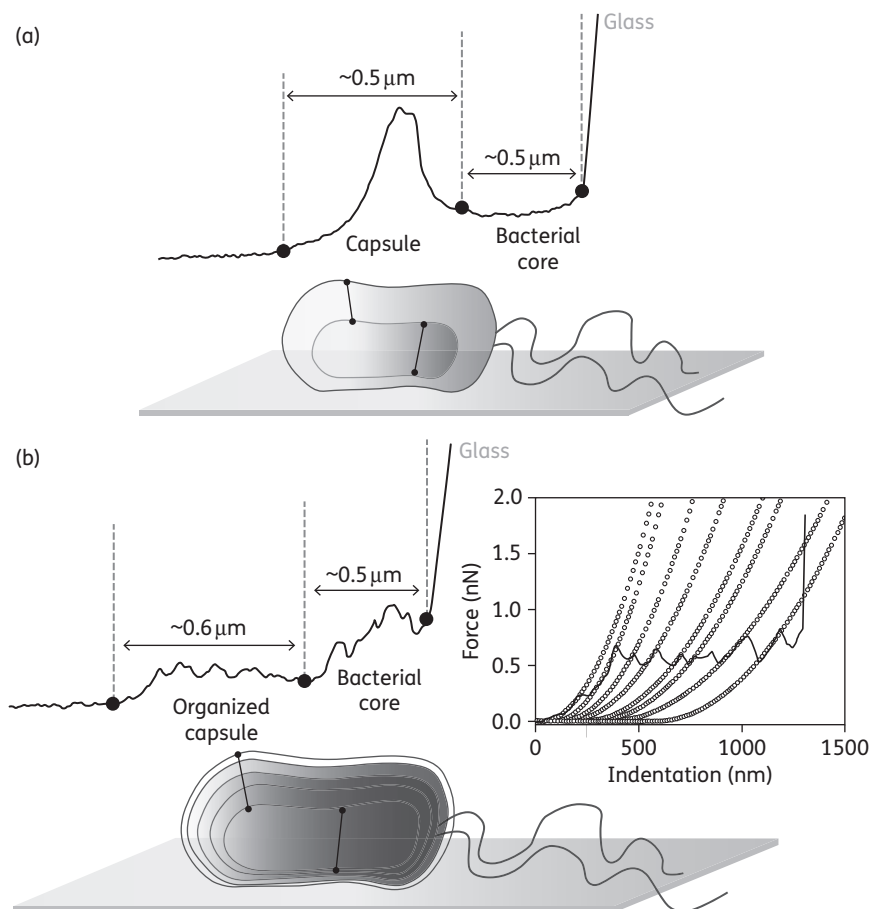 (a)
Glass
~0.5 μm
~0.5 μm
Capsule
Bacterial
core
(b)
Glass
~0.5 μm
~0.6 μm
Bacterial
core
Organized
capsule
2.0
1.5
1.0
0.5
0.0
Force (nN)
0
500
1000
1500
Indentation (nm)